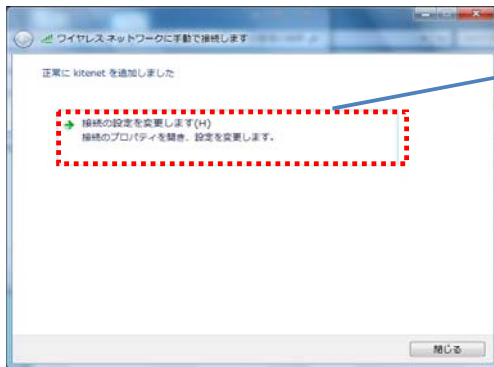 ワイヤレス ネットワークに手動で接続します
正常に kitenet を追加しました
接続の設定を変更します(H)
接続のプロパティを開き、設定を変更します。
閉じる